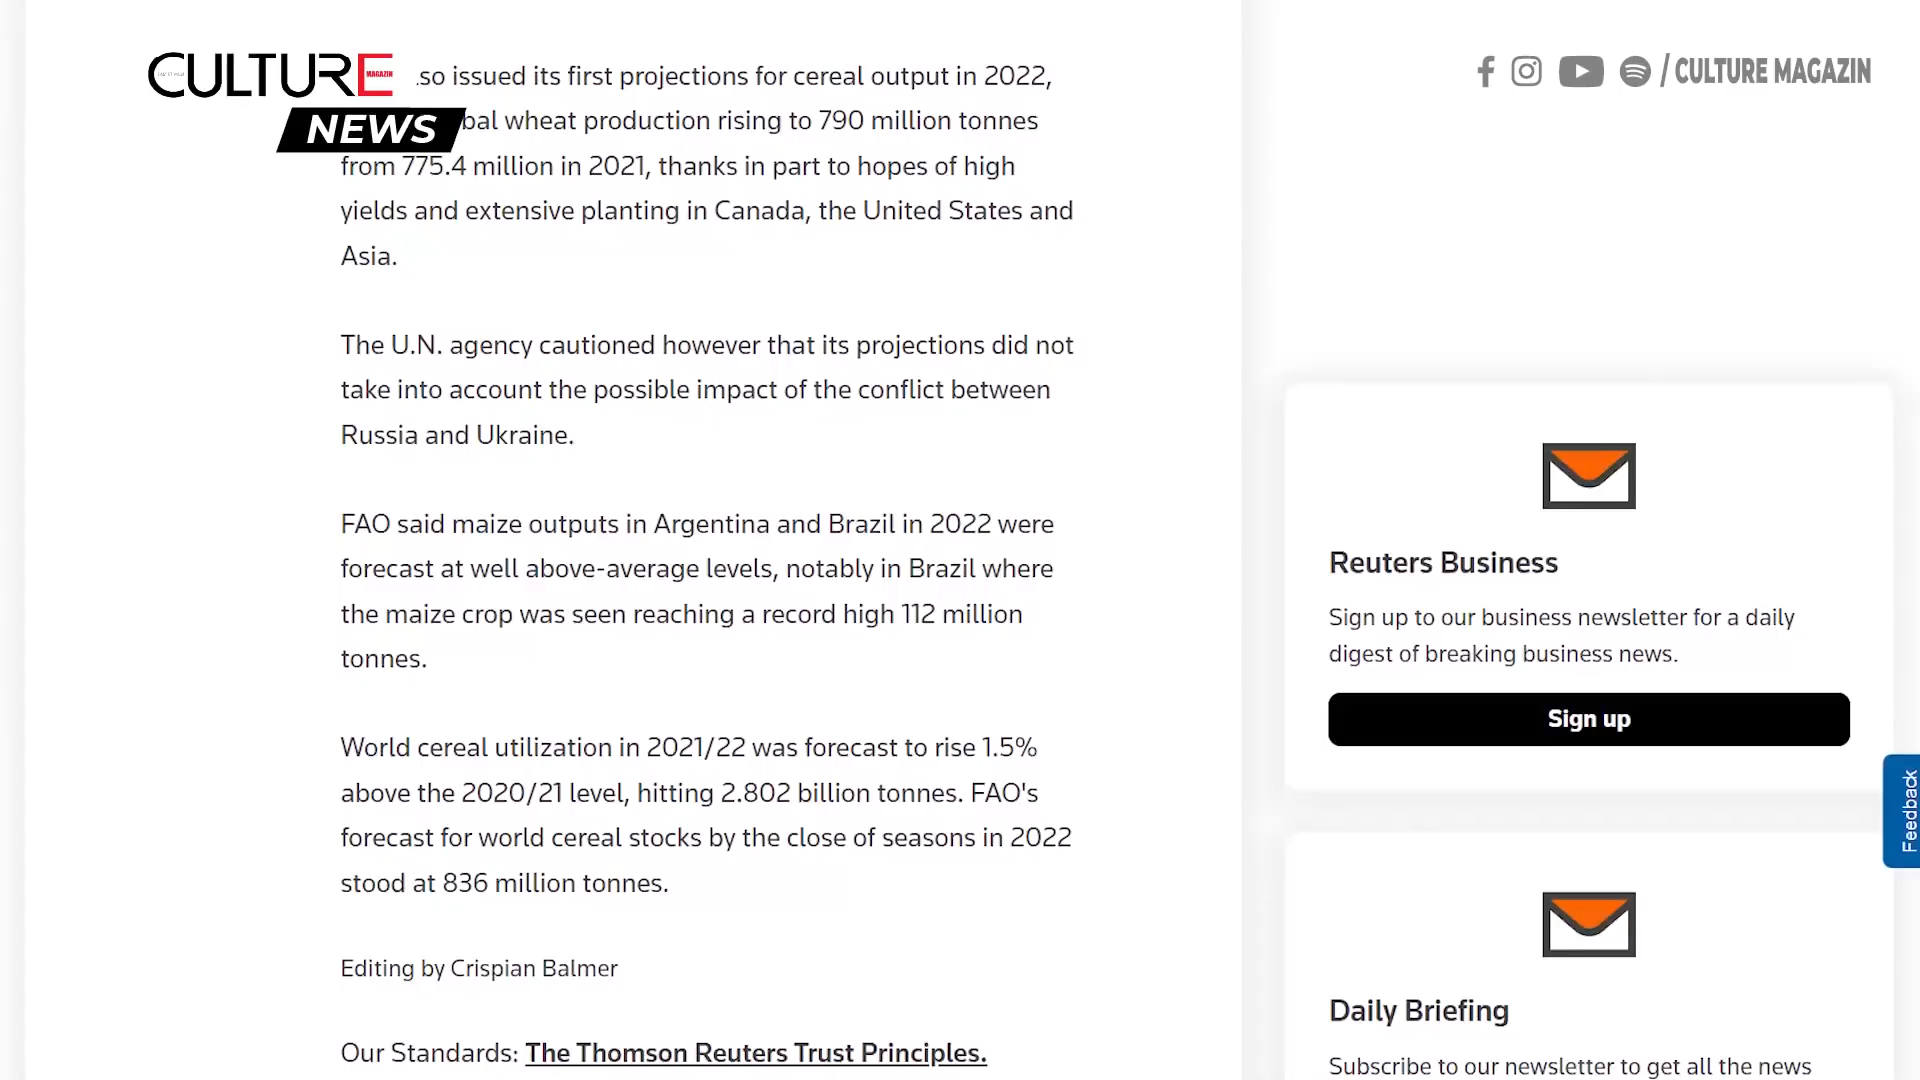 CULTURE
MAGAZIN
NEWS
/ CULTURE MAGAZIN
so issued its first projections for cereal output in 2022,
bal wheat production rising to 790 million tonnes
from 775.4 million in 2021, thanks in part to hopes of high
yields and extensive planting in Canada, the United States and
Asia.
The U.N. agency cautioned however that its projections did not
take into account the possible impact of the conflict between
Russia and Ukraine.
FAO said maize outputs in Argentina and Brazil in 2022 were
forecast at well above-average levels, notably in Brazil where
the maize crop was seen reaching a record high 112 million
tonnes.
World cereal utilization in 2021/22 was forecast to rise 1.5%
above the 2020/21 level, hitting 2.802 billion tonnes. FAO's
forecast for world cereal stocks by the close of seasons in 2022
stood at 836 million tonnes.
Editing by Crispian Balmer
Our Standards: The Thomson Reuters Trust Principles.
Reuters Business
Sign up to our business newsletter for a daily
digest of breaking business news.
Sign up
Feedback
Daily Briefing
Subscribe to our newsletter to get all the news